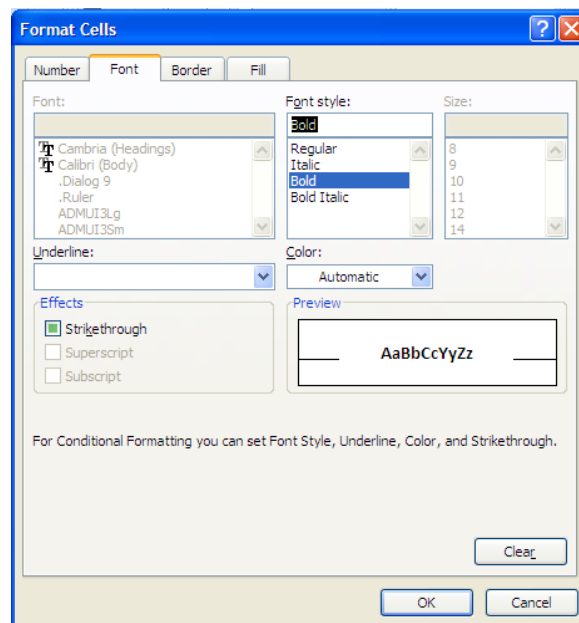 Format Cells
Number Font Border Fill
Font: Font style: Size:
Bold
Cambria (Headings) Regular 8
Calibri (Body) Italic 9
.Dialog 9 Bold 10
.Ruler Bold Italic 11
ADMUI3Lg 12
ADMUI3Sm 14
Underline: Color:
Automatic
Effects Preview
Strikethrough
AaBbCcYyZz
Superscript
Subscript
For Conditional Formatting you can set Font Style, Underline, Color, and Strikethrough.
Clear
OK Cancel